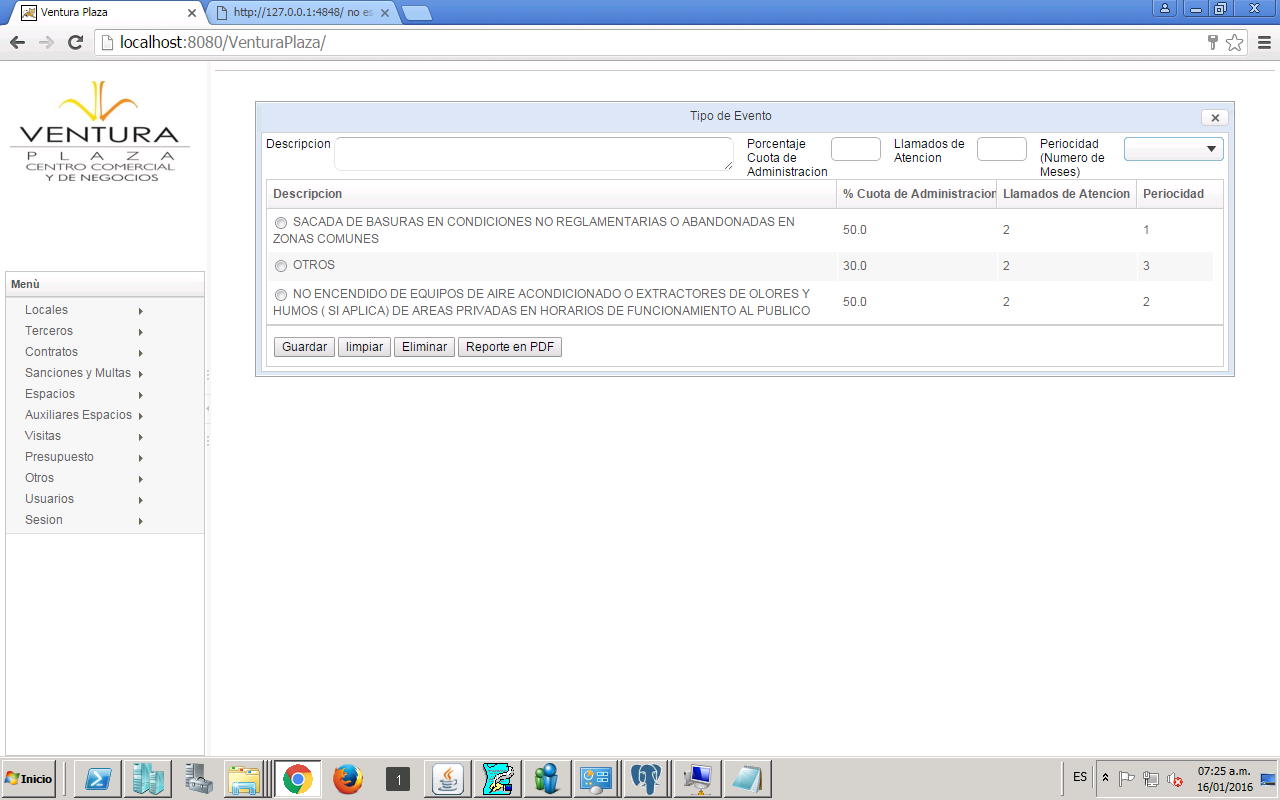 Ventura Plaza
http://127.0.0.1:4848/ no es
localhost:8080/VenturaPlaza/
VENTURA
PLAZA
CENTRO COMERCIAL
Y DE NEGOCIOS
Menù
Locales
Terceros
Contratos
Sanciones y Multas
Espacios
Auxiliares Espacios
Visitas
Presupuesto
Otros
Usuarios
Sesion
Tipo de Evento
Descripcion
Porcentaje
Cuota de
Administracion
Llamados de
Atencion
Periocidad
(Numero de
Meses)
Descripcion % Cuota de Administracion Llamados de Atencion Periocidad
SACADA DE BASURAS EN CONDICIONES NO REGLAMENTARIAS O ABANDONADAS EN
ZONAS COMUNES
50.0 2 1
OTROS 30.0 2 3
NO ENCENDIDO DE EQUIPOS DE AIRE ACONDICIONADO O EXTRACTORES DE OLORES Y
HUMOS ( SI APLICA) DE AREAS PRIVADAS EN HORARIOS DE FUNCIONAMIENTO AL PUBLICO
50.0 2 2
Guardar limpiar Eliminar Reporte en PDF
Inicio
1
ES
07:25 a.m.
16/01/2016